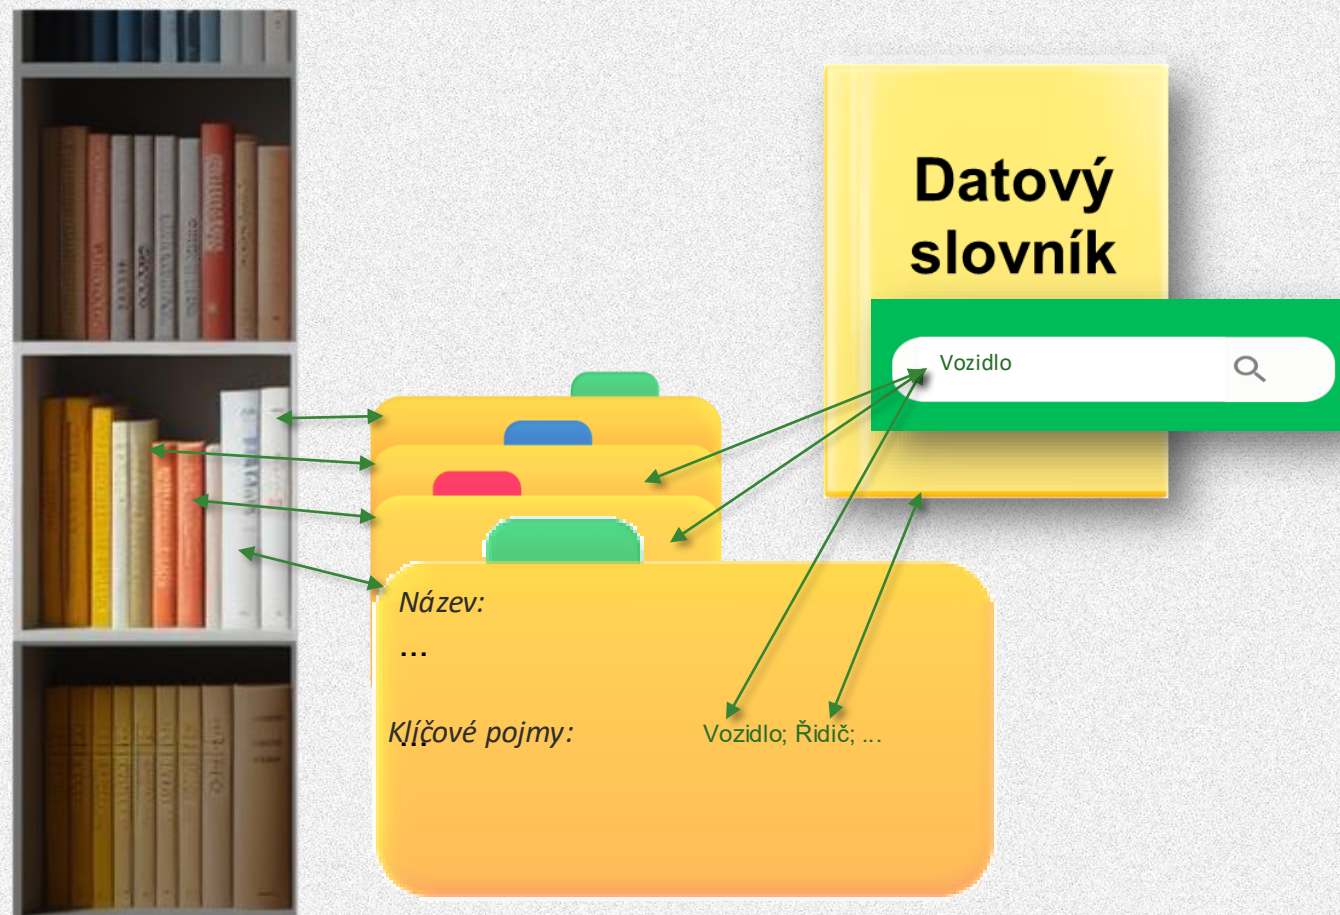 Datový
slovník
Vozidlo
Název:
...
Klíčové pojmy: Vozidlo; Řidič; ...
...